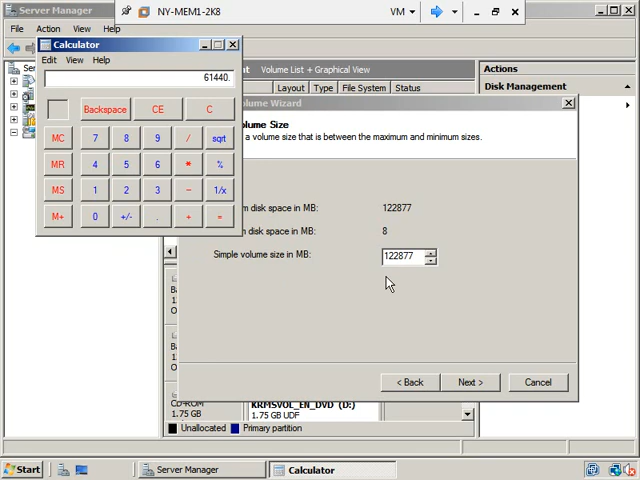 Server Manager
NY-MEM1-2K8
VM
File Action View Help
Calculator
Edit View Help
61440.
Backspace CE C
MC 7 8 9 / sqrt
MR 4 5 6 * %
MS 1 2 3 - 1/x
M+ 0 +/- . + =
Volume List + Graphical View
Actions
Layout Type File System Status
Disk Management
olume Wizard
olume Size
a volume size that is between the maximum and minimum sizes.
m disk space in MB: 122877
m disk space in MB: 8
Simple volume size in MB: 122877
< Back Next > Cancel
CD-ROM
1.75 GB
KRMSVOL_EN_DVD (D:)
1.75 GB UDF
Unallocated Primary partition
Start Server Manager Calculator